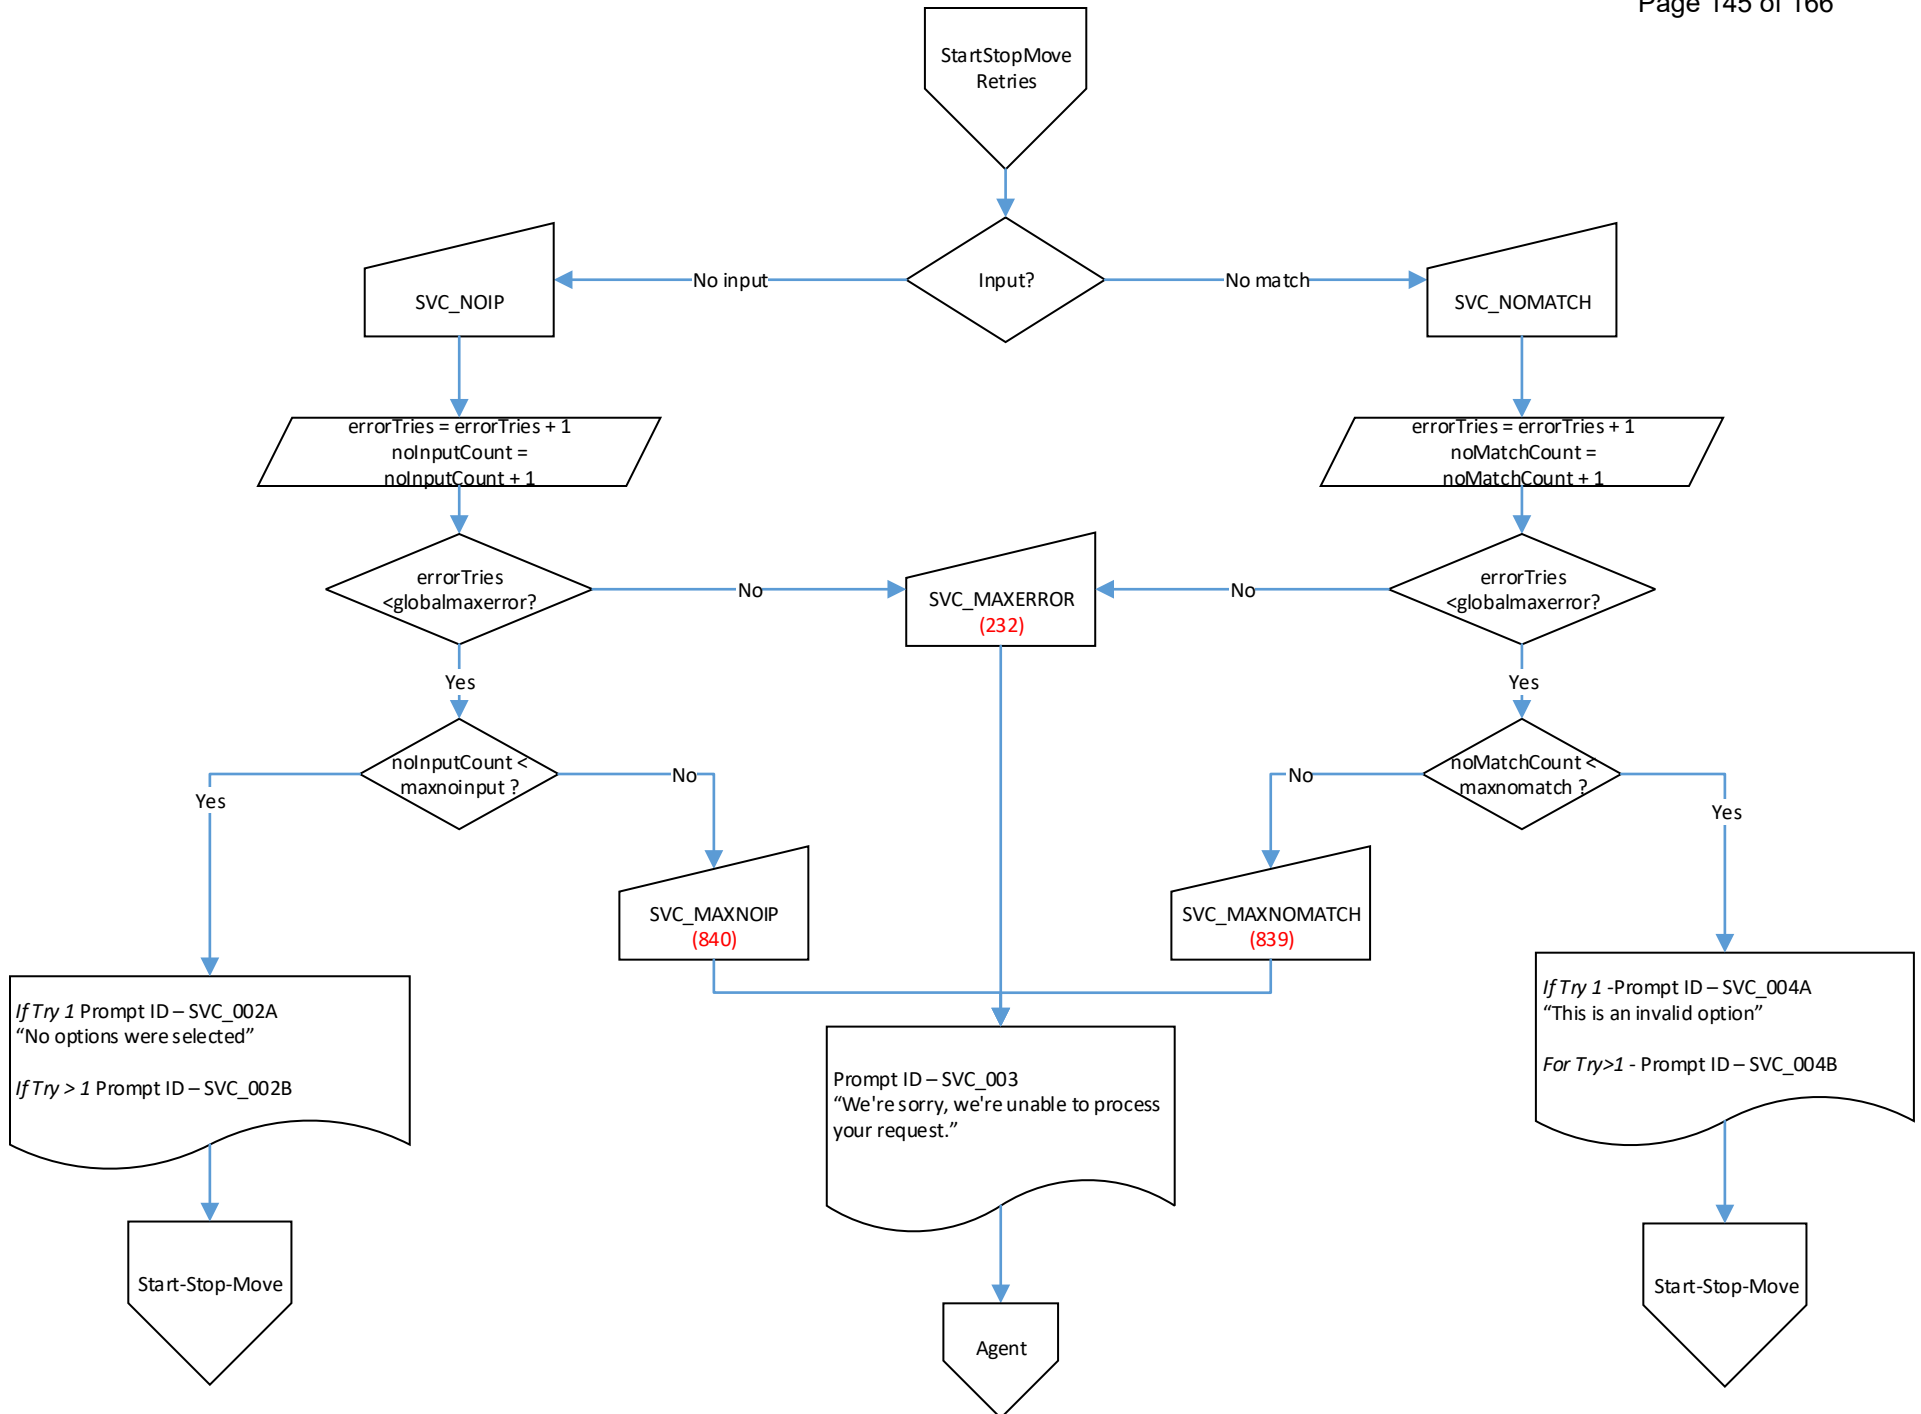 Page 145 of 166
StartStopMove
Retries
Input?
No input
No match
SVC_NOIP
SVC_NOMATCH
errorTries = errorTries + 1
noInputCount =
noInputCount + 1
errorTries = errorTries + 1
noMatchCount =
noMatchCount + 1
errorTries
<globalmaxerror?
No
SVC_MAXERROR
(232)
No
errorTries
<globalmaxerror?
Yes
Yes
noInputCount <
maxnoinput ?
No
Yes
noMatchCount <
maxnomatch ?
No
Yes
SVC_MAXNOIP
(840)
SVC_MAXNOMATCH
(839)
If Try 1 Prompt ID – SVC_002A
“No options were selected”
If Try > 1 Prompt ID – SVC_002B
Prompt ID – SVC_003
“We're sorry, we're unable to process
your request.”
If Try 1 -Prompt ID – SVC_004A
“This is an invalid option”
For Try>1 - Prompt ID – SVC_004B
Start-Stop-Move
Agent
Start-Stop-Move